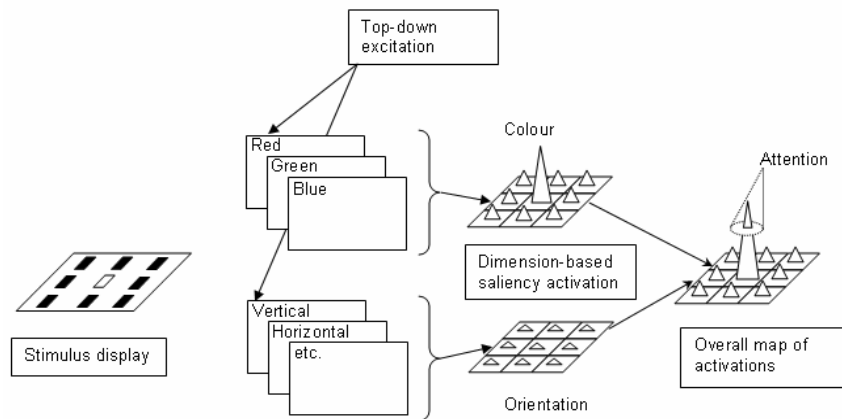 Top-down
excitation
Red
Green
Blue
Colour
Attention
Dimension-based
saliency activation
Vertical
Horizontal
etc.
Stimulus display
Overall map of
activations
Orientation